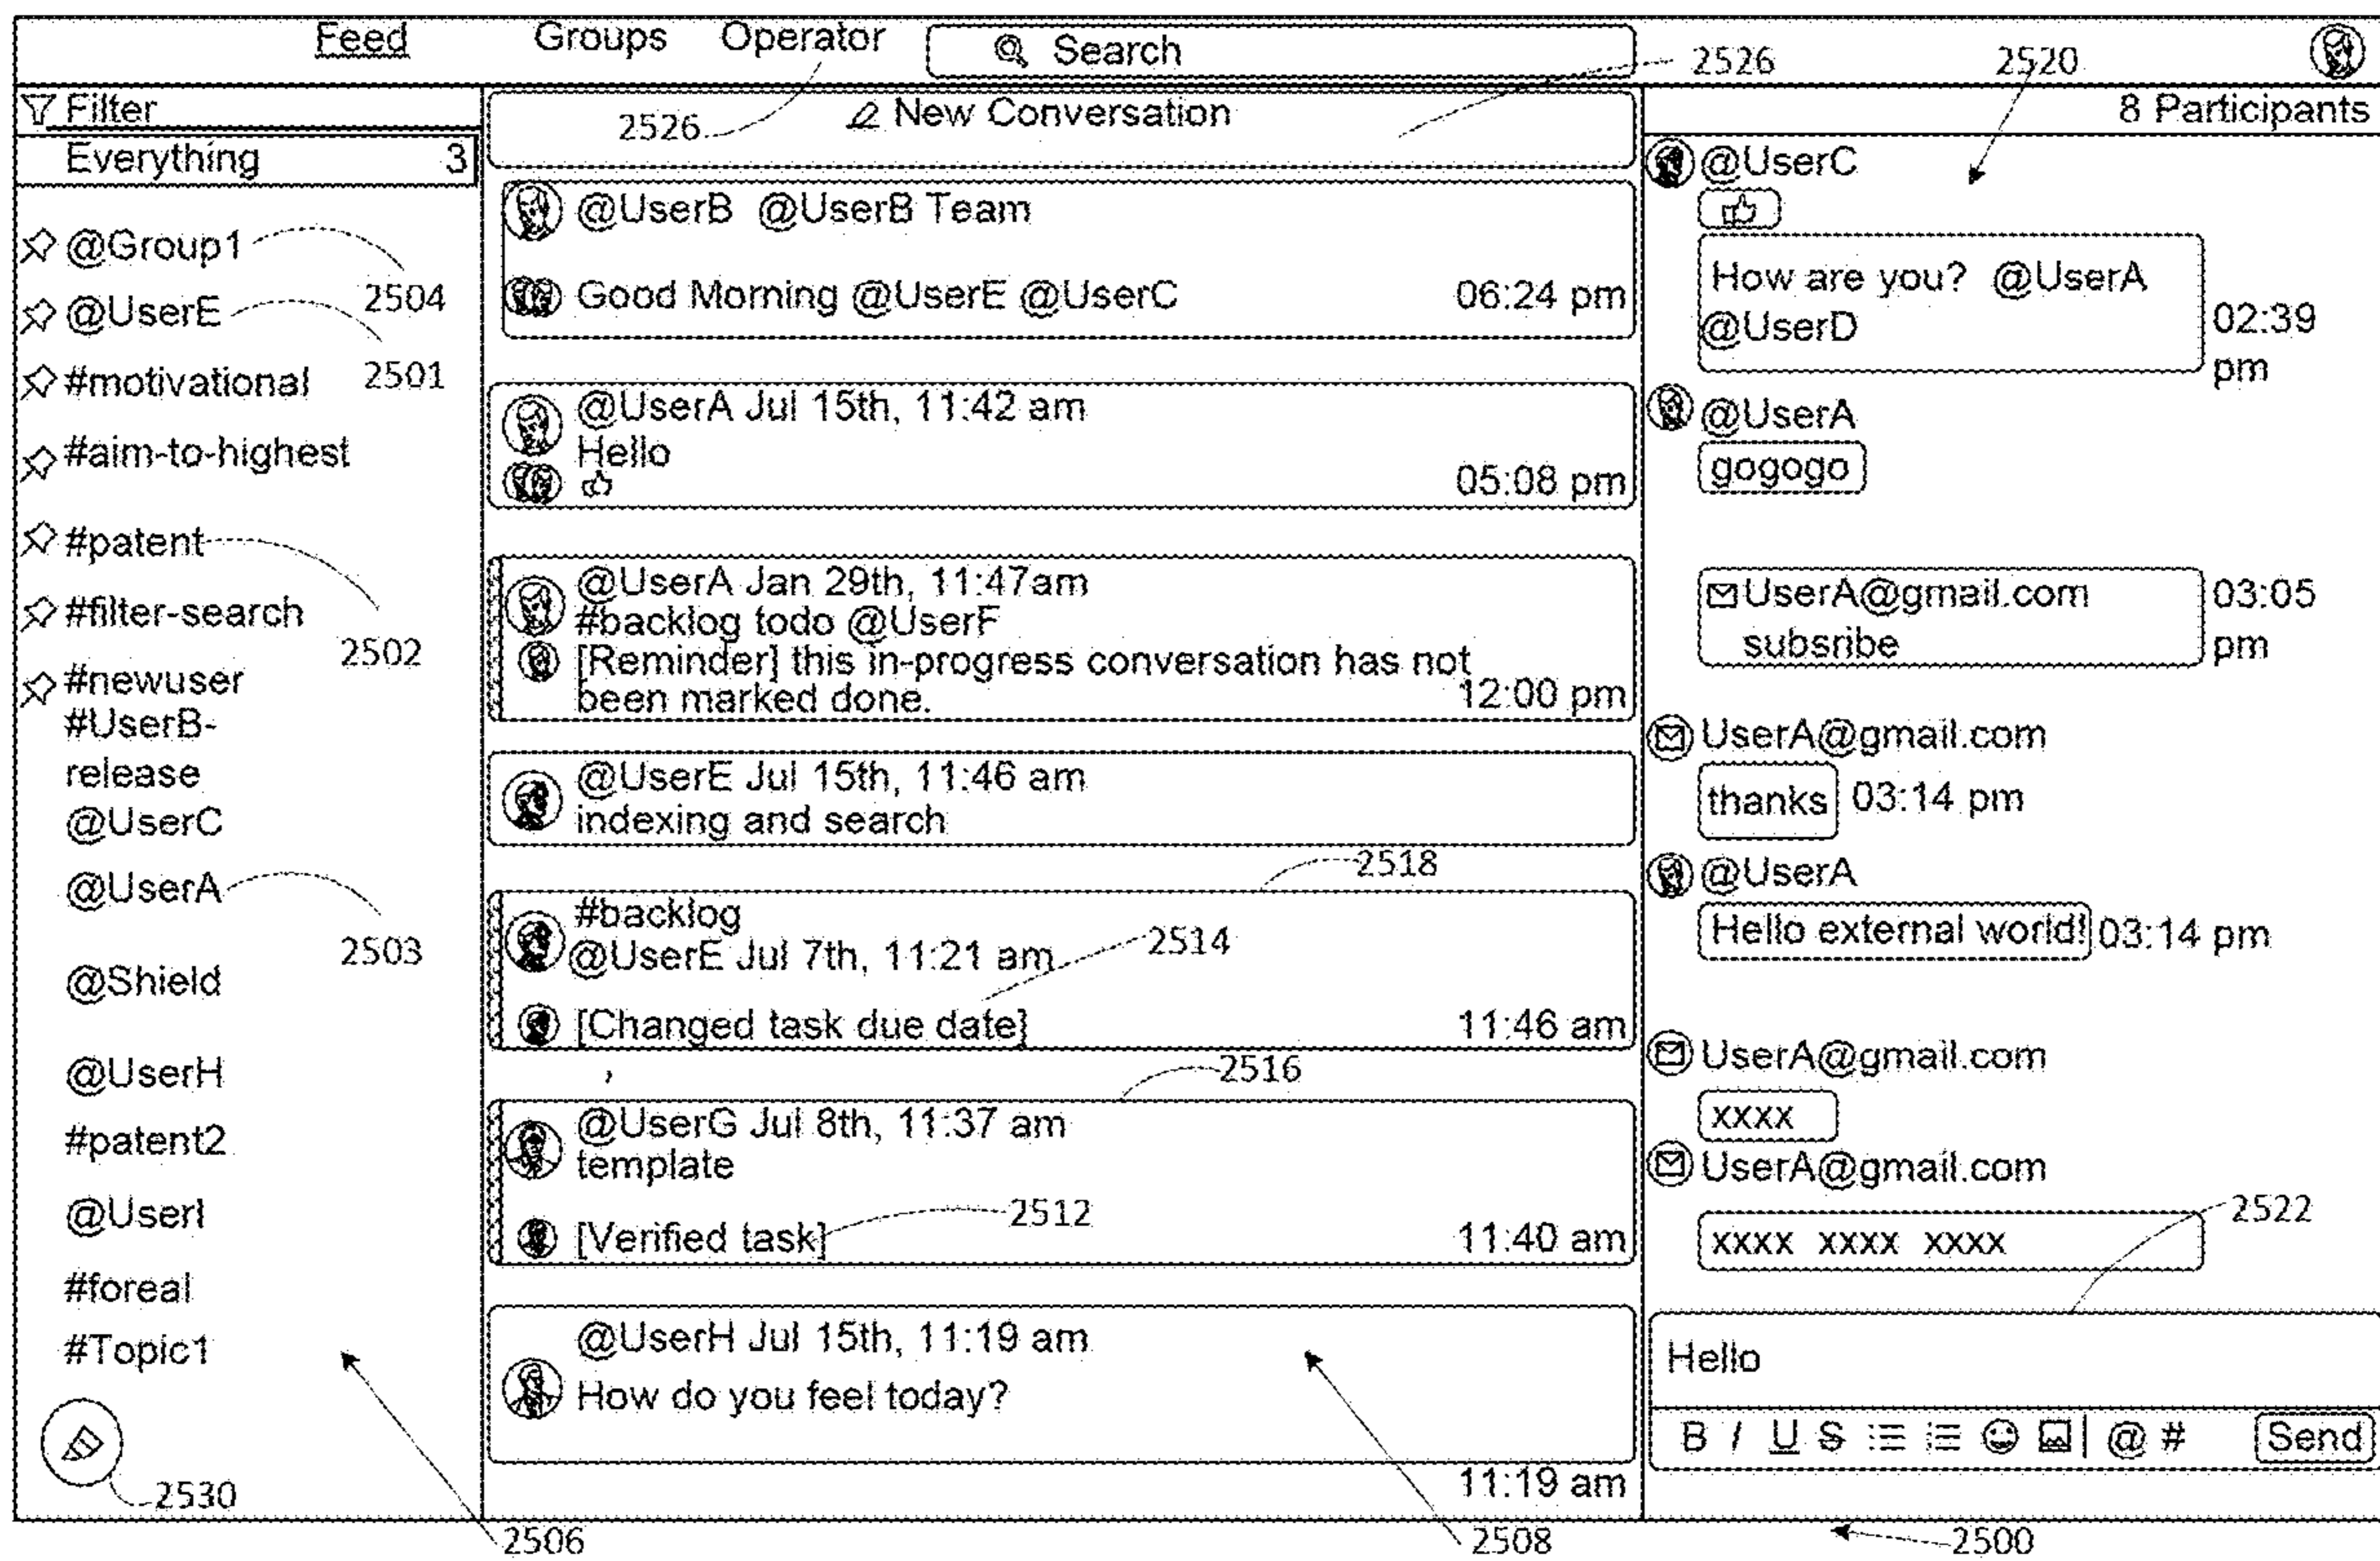 Feed Groups Operator Search 2526 2520
Filter
Everything 3
@Group1
2504
@UserE
2501
#motivational
#aim-to-highest
#patent
#filter-search
2502
#newuser
#UserB-
release
@UserC
@UserA
2503
@Shield
@UserH
#patent2
@UserI
#foreal
#Topic1
2530
2506
New Conversation
2526
@UserB @UserB Team
Good Morning @UserE @UserC 06:24 pm
@UserA Jul 15th, 11:42 am
Hello
05:08 pm
@UserA Jan 29th, 11:47am
#backlog todo @UserF
[Reminder] this in-progress conversation has not
been marked done. 12:00 pm
@UserE Jul 15th, 11:46 am
indexing and search
2518
#backlog
@UserE Jul 7th, 11:21 am
2514
[Changed task due date] 11:46 am
2516
@UserG Jul 8th, 11:37 am
template
2512
[Verified task] 11:40 am
@UserH Jul 15th, 11:19 am
How do you feel today?
11:19 am
2508
8 Participants
@UserC
How are you? @UserA
@UserD
02:39
pm
@UserA
gogogo
UserA@gmail.com
subsribe
03:05
pm
UserA@gmail.com
thanks 03:14 pm
@UserA
Hello external world! 03:14 pm
UserA@gmail.com
xxxx
UserA@gmail.com
xxxx xxxx xxxx
2522
Hello
B I U S @ # Send
2500